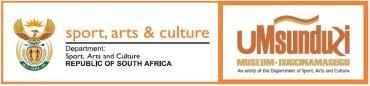 sport, arts & culture
Department:
Sport, Arts and Culture
REPUBLIC OF SOUTH AFRICA
uMsunduzi
MUSEUM - ISIGCINAMAGUGU
An entity of the Department of Sport, Arts and Culture.